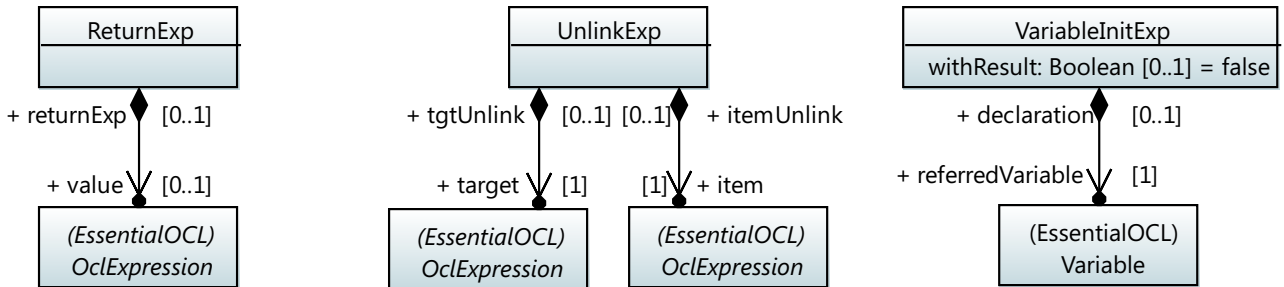 ReturnExp UnlinkExp VariableInitExp
withResult: Boolean [0..1] = false
+ returnExp [0..1] + tgtUnlink [0..1] [0..1] + itemUnlink + declaration [0..1]
+ value [0..1] + target [1] [1] + item + referredVariable [1]
(EssentialOCL) (EssentialOCL) (EssentialOCL) (EssentialOCL)
OclExpression OclExpression OclExpression Variable